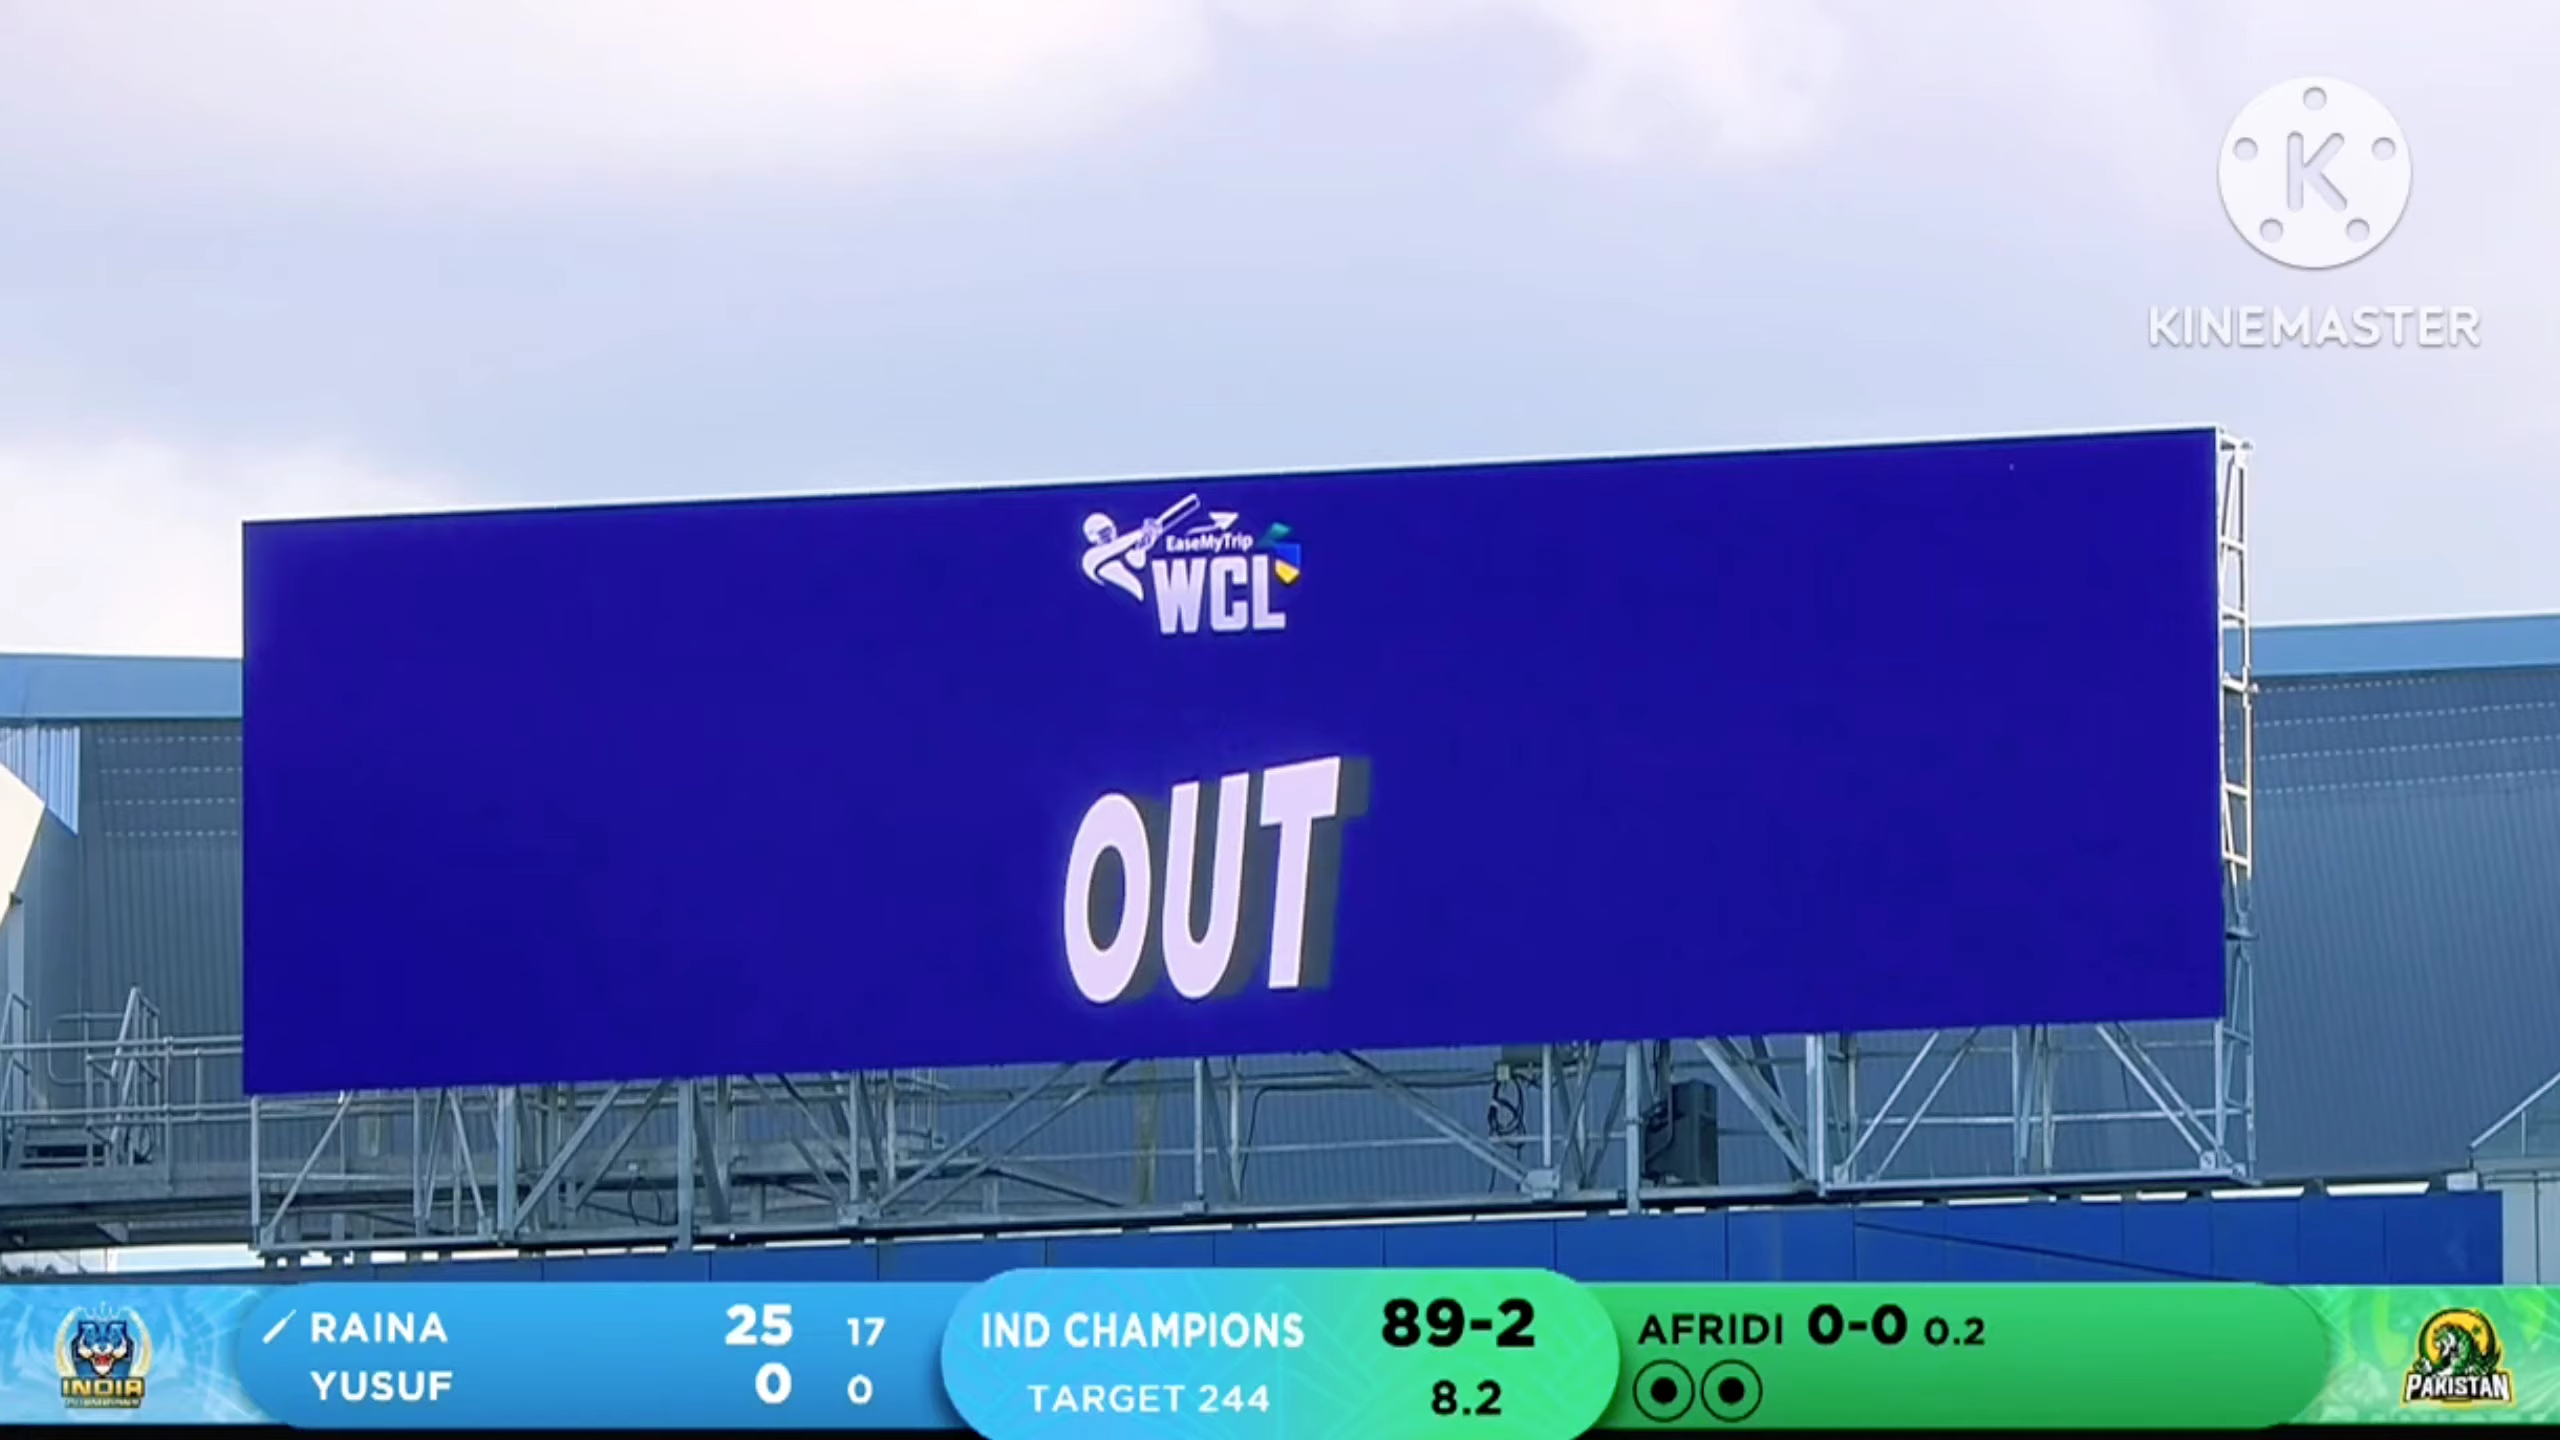 K
KINEMASTER
EaseMyTrip
WCL
OUT
RAINA 25 17
YUSUF 0 0
IND CHAMPIONS 89-2
TARGET 244 8.2
AFRIDI 0-0 0.2
INDIA
PAKISTAN